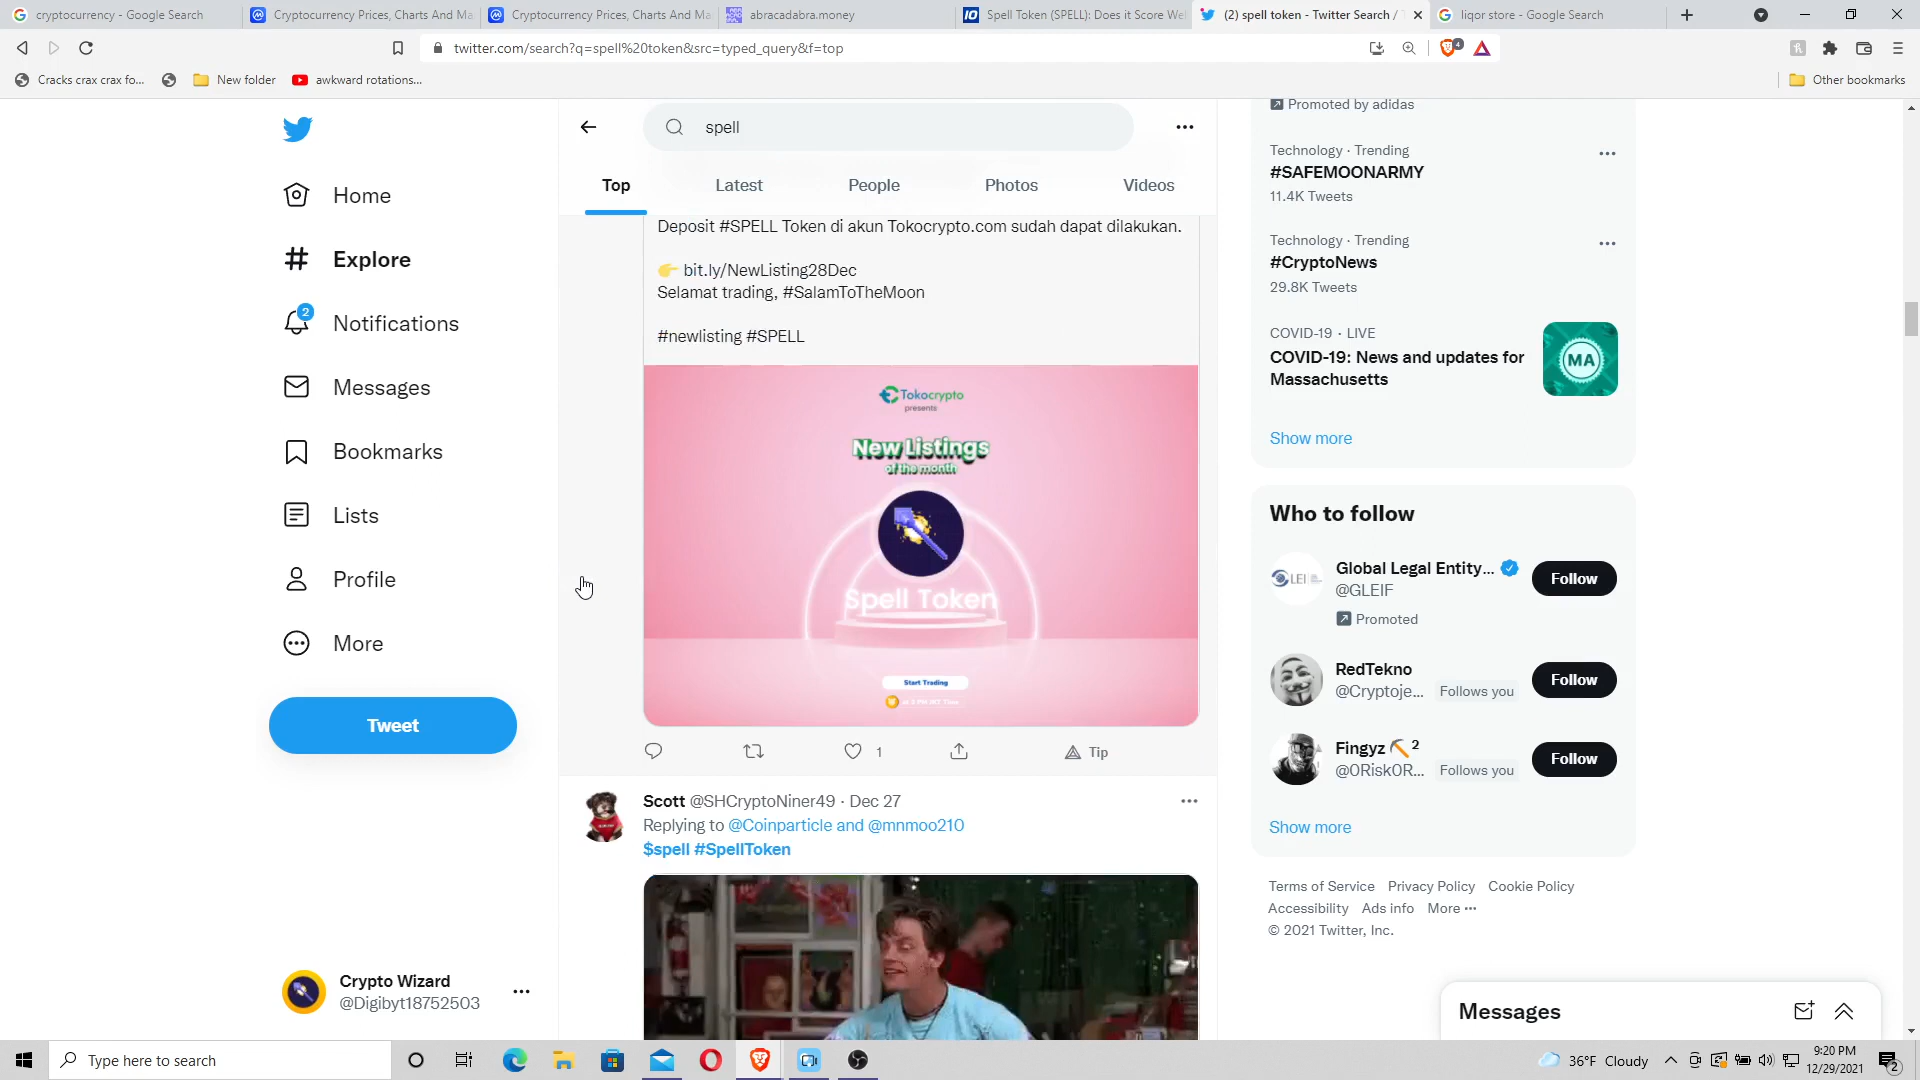 cryptocurrency - Google Search
Cryptocurrency Prices, Charts And Ma
Cryptocurrency Prices, Charts And Ma
abracadabra.money
Spell Token (SPELL): Does it Score We
(2) spell token - Twitter Search / T
liqor store - Google Search
twitter.com/search?q=spell%20token&src=typed_query&f=top
4
Cracks crax crax fo...
New folder
awkward rotations...
Other bookmarks
Home
Explore
2
Notifications
Messages
Bookmarks
Lists
Profile
More
Tweet
Crypto Wizard
@Digibyt18752503
spell
Top
Latest
People
Photos
Videos
Deposit #SPELL Token di akun Tokocrypto.com sudah dapat dilakukan.
👉 bit.ly/NewListing28Dec
Selamat trading, #SalamToTheMoon
#newlisting #SPELL
Tokocrypto
presents
New Listings
of the month
Spell Token
Start Trading
1
Tip
Scott @SHCryptoNiner49 · Dec 27
Replying to @Coinparticle and @mnmoo210
$spell #SpellToken
Promoted by adidas
Technology · Trending
#SAFEMOONARMY
11.4K Tweets
Technology · Trending
#CryptoNews
29.8K Tweets
COVID-19 · LIVE
COVID-19: News and updates for
Massachusetts
MA
Show more
Who to follow
LEI
Global Legal Entity...
@GLEIF
Promoted
Follow
RedTekno
@Cryptoje...
Follows you
Follow
Fingyz ⛏️²
@0Risk0R...
Follows you
Follow
Show more
Terms of Service Privacy Policy Cookie Policy
Accessibility Ads info More ···
© 2021 Twitter, Inc.
Messages
Type here to search
36°F Cloudy
9:20 PM
12/29/2021
2